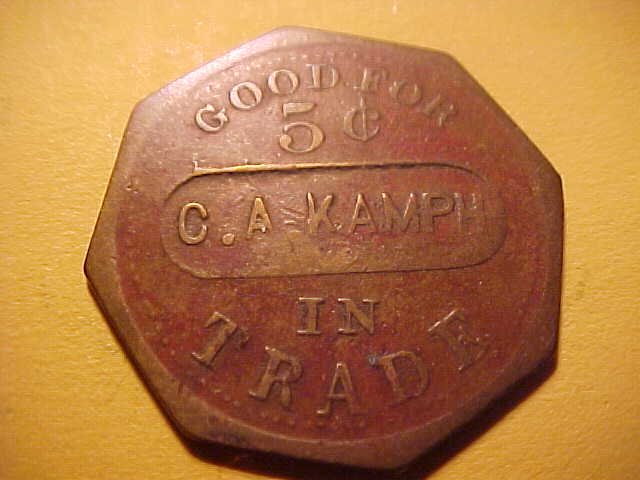 GOOD FOR
5¢
C. A KAMPH
IN
TRADE